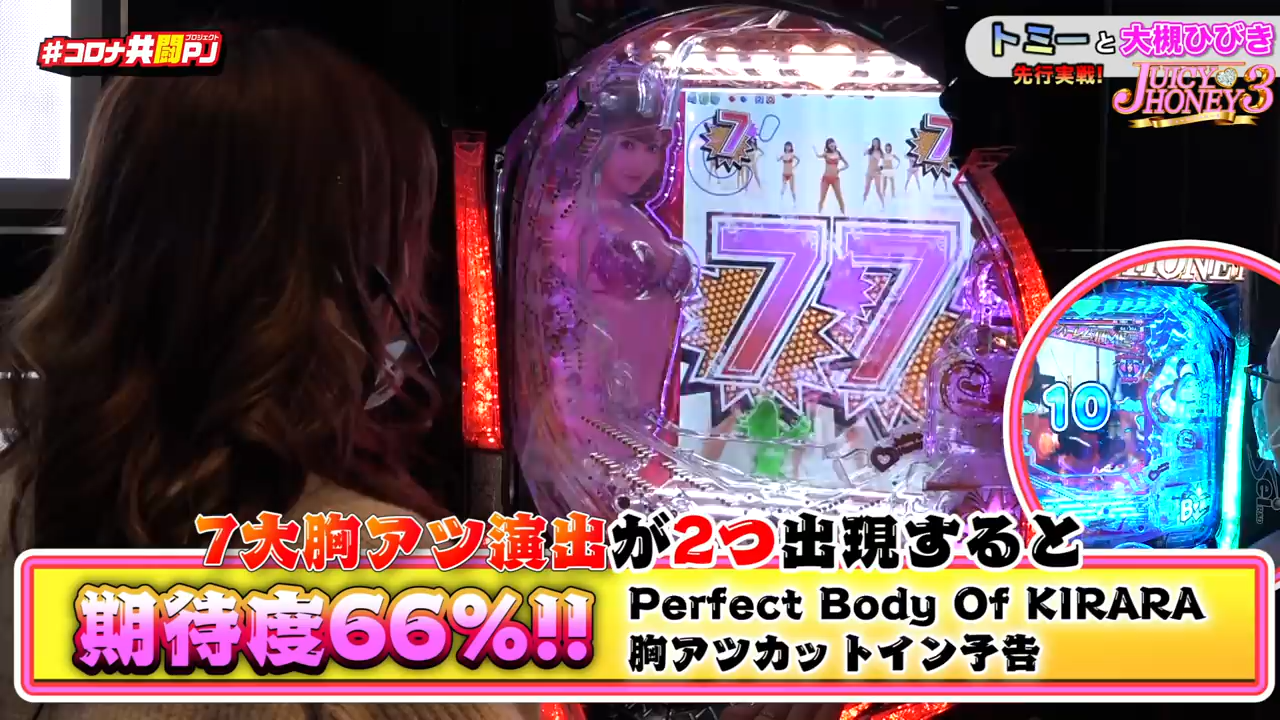 #コロナ共闘PJ
プロジェクト
トミーと大槻ひびき
先行実戦!
JUICY HONEY 3
7
7
77
10
7大胸アツ演出が2つ出現すると
期待度66%!!
Perfect Body Of KIRARA
胸アツカットイン予告